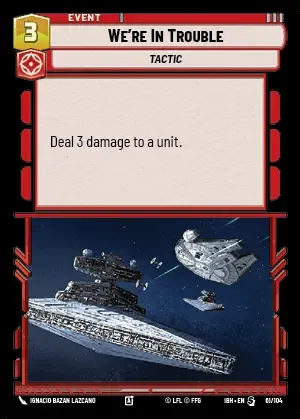 EVENT
3
WE'RE IN TROUBLE
TACTIC
Deal 3 damage to a unit.
IGNACIO BAZAN LAZCANO
A
© LFL © FFG
IBH • EN
61/104